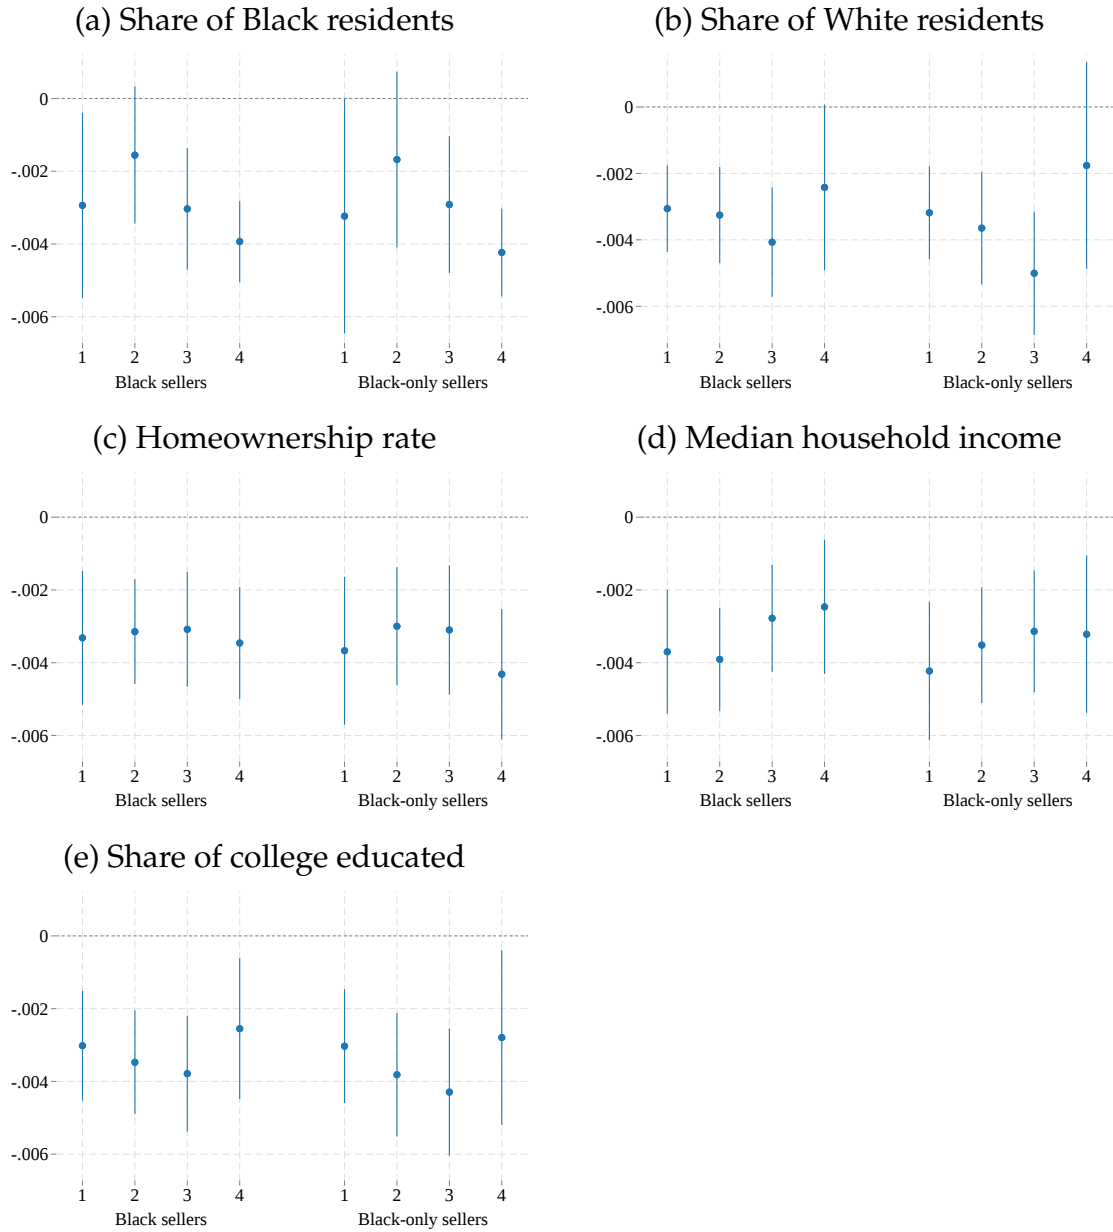 (a) Share of Black residents
0
-.002
-.004
-.006
1 2 3 4 1 2 3 4
Black sellers Black-only sellers
(b) Share of White residents
0
-.002
-.004
-.006
1 2 3 4 1 2 3 4
Black sellers Black-only sellers
(c) Homeownership rate
0
-.002
-.004
-.006
1 2 3 4 1 2 3 4
Black sellers Black-only sellers
(d) Median household income
0
-.002
-.004
-.006
1 2 3 4 1 2 3 4
Black sellers Black-only sellers
(e) Share of college educated
0
-.002
-.004
-.006
1 2 3 4 1 2 3 4
Black sellers Black-only sellers